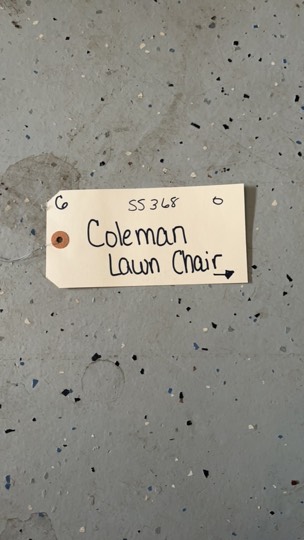 6 SS368 0
Coleman
Lawn Chair →